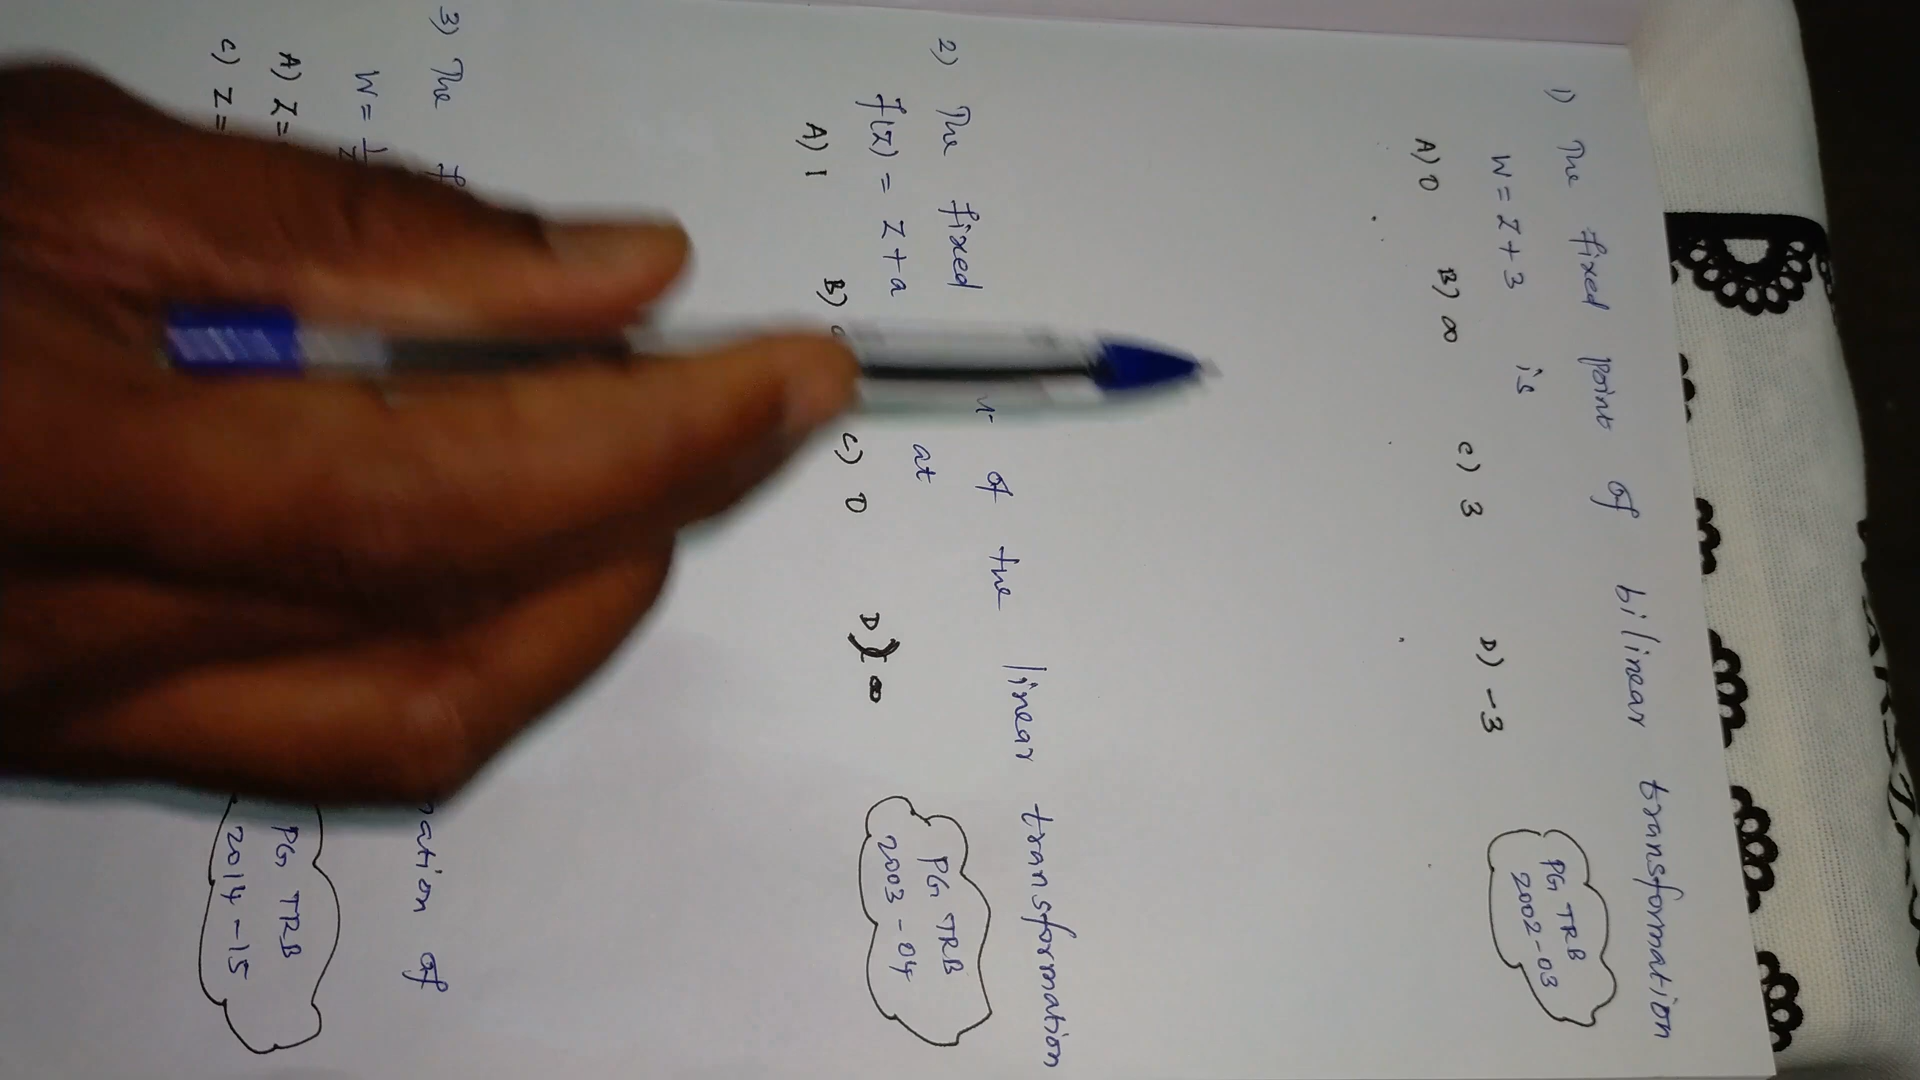 1) The fixed point of bilinear transformation
W = Z + 3 is
A) 0 B) ∞ C) 3 D) -3
PG TRB
2002-03
2) The fixed of the linear transformation
f(Z) = Z + a at
A) 1 B) C) 0 D) ∞
PG TRB
2003-04
3) The of
W = 1/Z
A) Z =
C) Z =
PG TRB
2014-15